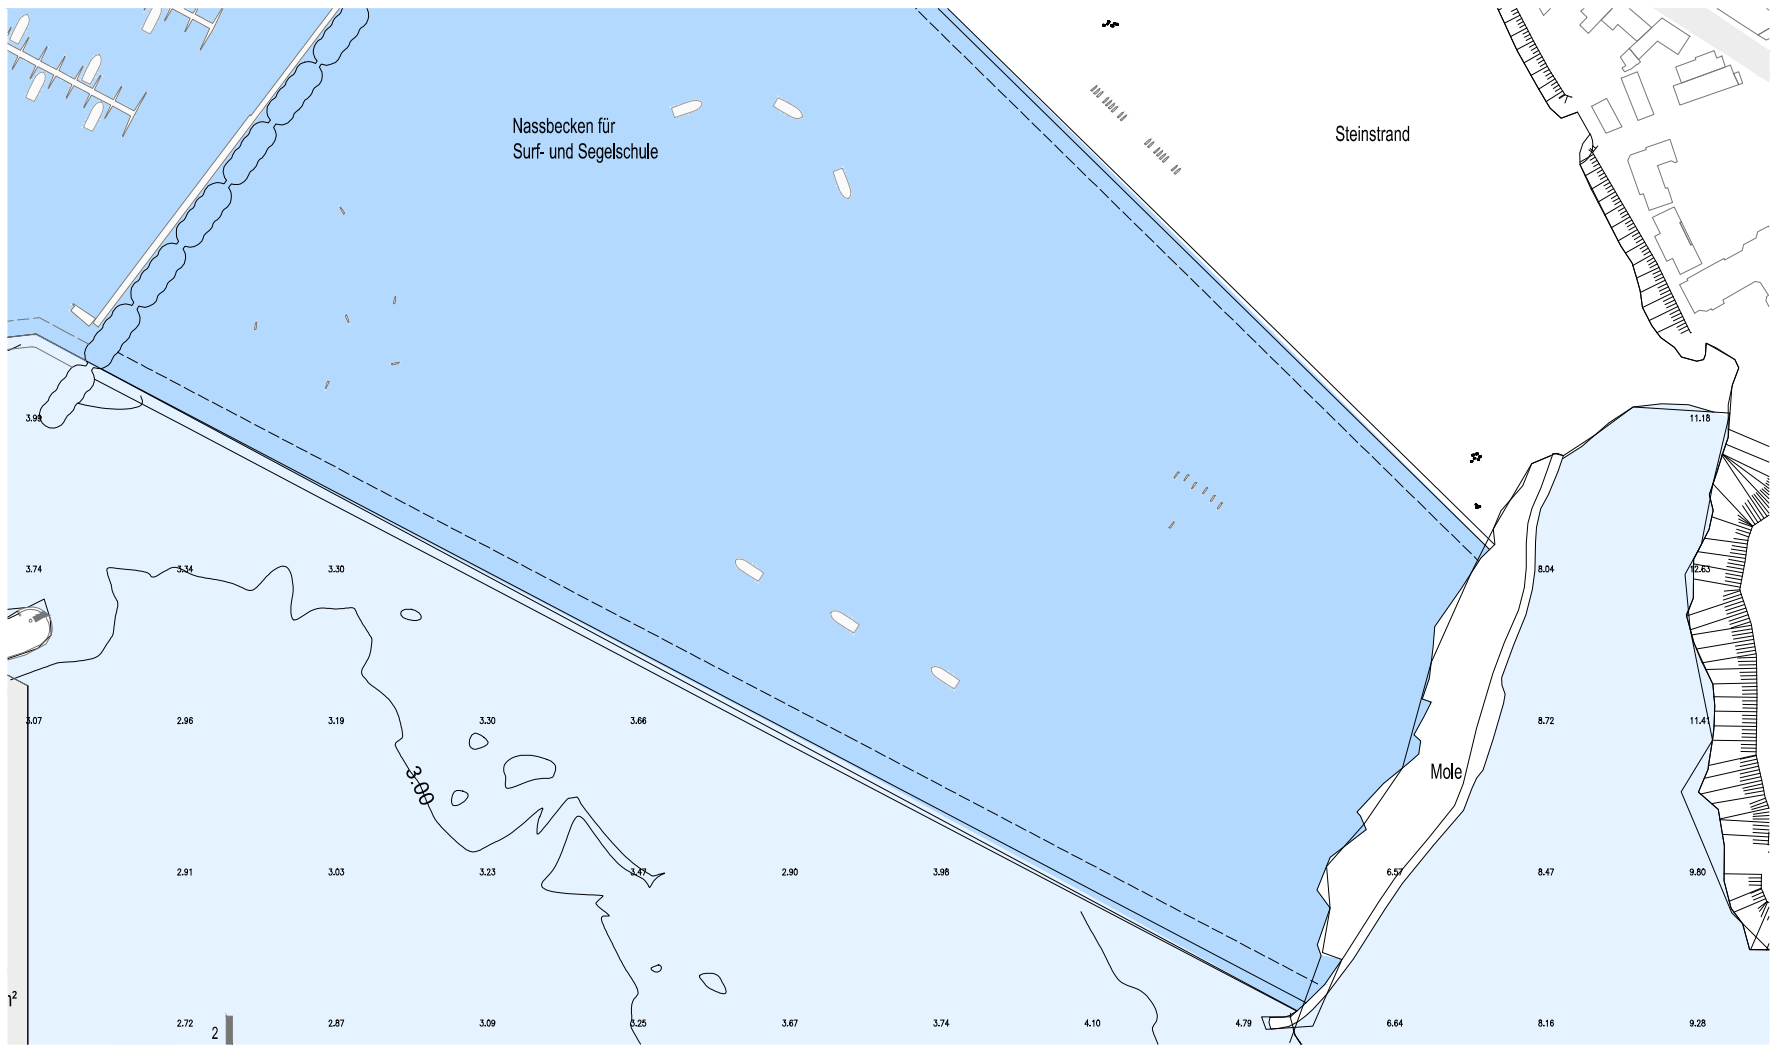 Nassbecken für
Surf- und Segelschule
Steinstrand
3.99
11.18
3.74 3.34 3.30 8.04 12.63
3.07 2.96 3.19 3.30 3.66 8.72 11.41
Mole
3.00
2.91 3.03 3.23 3.47 2.90 3.98 6.57 8.47 9.80
2.72 2.87 3.09 3.25 3.67 3.74 4.10 4.79 6.64 8.16 9.28
2